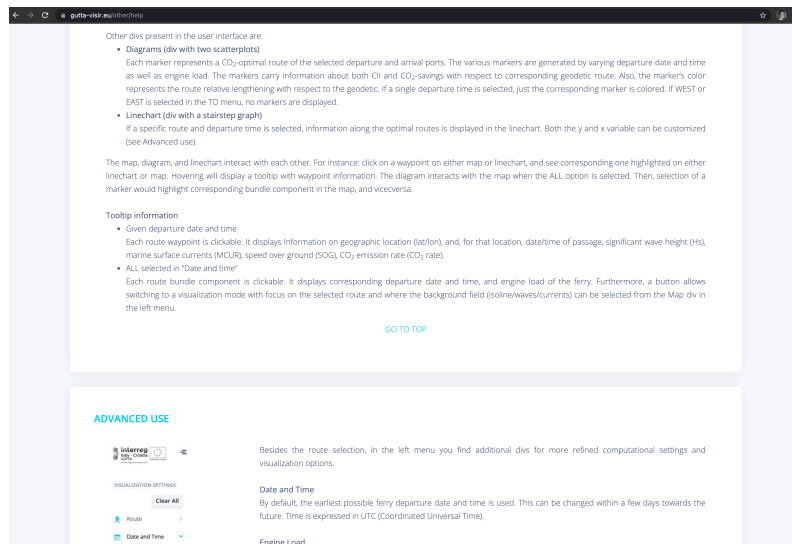 gutta-visir.eu/other/help
Other divs present in the user interface are:
• Diagrams (div with two scatterplots)
Each marker represents a CO2-optimal route of the selected departure and arrival ports. The various markers are generated by varying departure date and time
as well as engine load. The markers carry information about both CII and CO2-savings with respect to corresponding geodetic route. Also, the marker's color
represents the route relative lengthening with respect to the geodetic. If a single departure time is selected, just the corresponding marker is colored. If WEST or
EAST is selected in the TO menu, no markers are displayed.
• Linechart (div with a stairstep graph)
If a specific route and departure time is selected, information along the optimal routes is displayed in the linechart. Both the y and x variable can be customized
(see Advanced use).
The map, diagram, and linechart interact with each other. For instance: click on a waypoint on either map or linechart, and see corresponding one highlighted on either
linechart or map. Hovering will display a tooltip with waypoint information. The diagram interacts with the map when the ALL option is selected. Then, selection of a
marker would highlight corresponding bundle component in the map, and vicecversa.
Tooltip information
• Given departure date and time
Each route waypoint is clickable. It displays Information on geographic location (lat/lon), and, for that location, date/time of passage, significant wave height (Hs),
marine surface currents (MCUR), speed over ground (SOG), CO2 emission rate (CO2 rate).
• ALL selected in "Date and time"
Each route bundle component is clickable. It displays corresponding departure date and time, and engine load of the ferry. Furthermore, a button allows
switching to a visualization mode with focus on the selected route and where the background field (isoline/waves/currents) can be selected from the Map div in
the left menu.
GO TO TOP
ADVANCED USE
interreg
Italy - Croatia
GUTTA
VISUALIZATION SETTINGS
Clear All
Route
Date and Time
Besides the route selection, in the left menu you find additional divs for more refined computational settings and
visualization options.
Date and Time
By default, the earliest possible ferry departure date and time is used. This can be changed within a few days towards the
future. Time is expressed in UTC (Coordinated Universal Time).
Engine Load